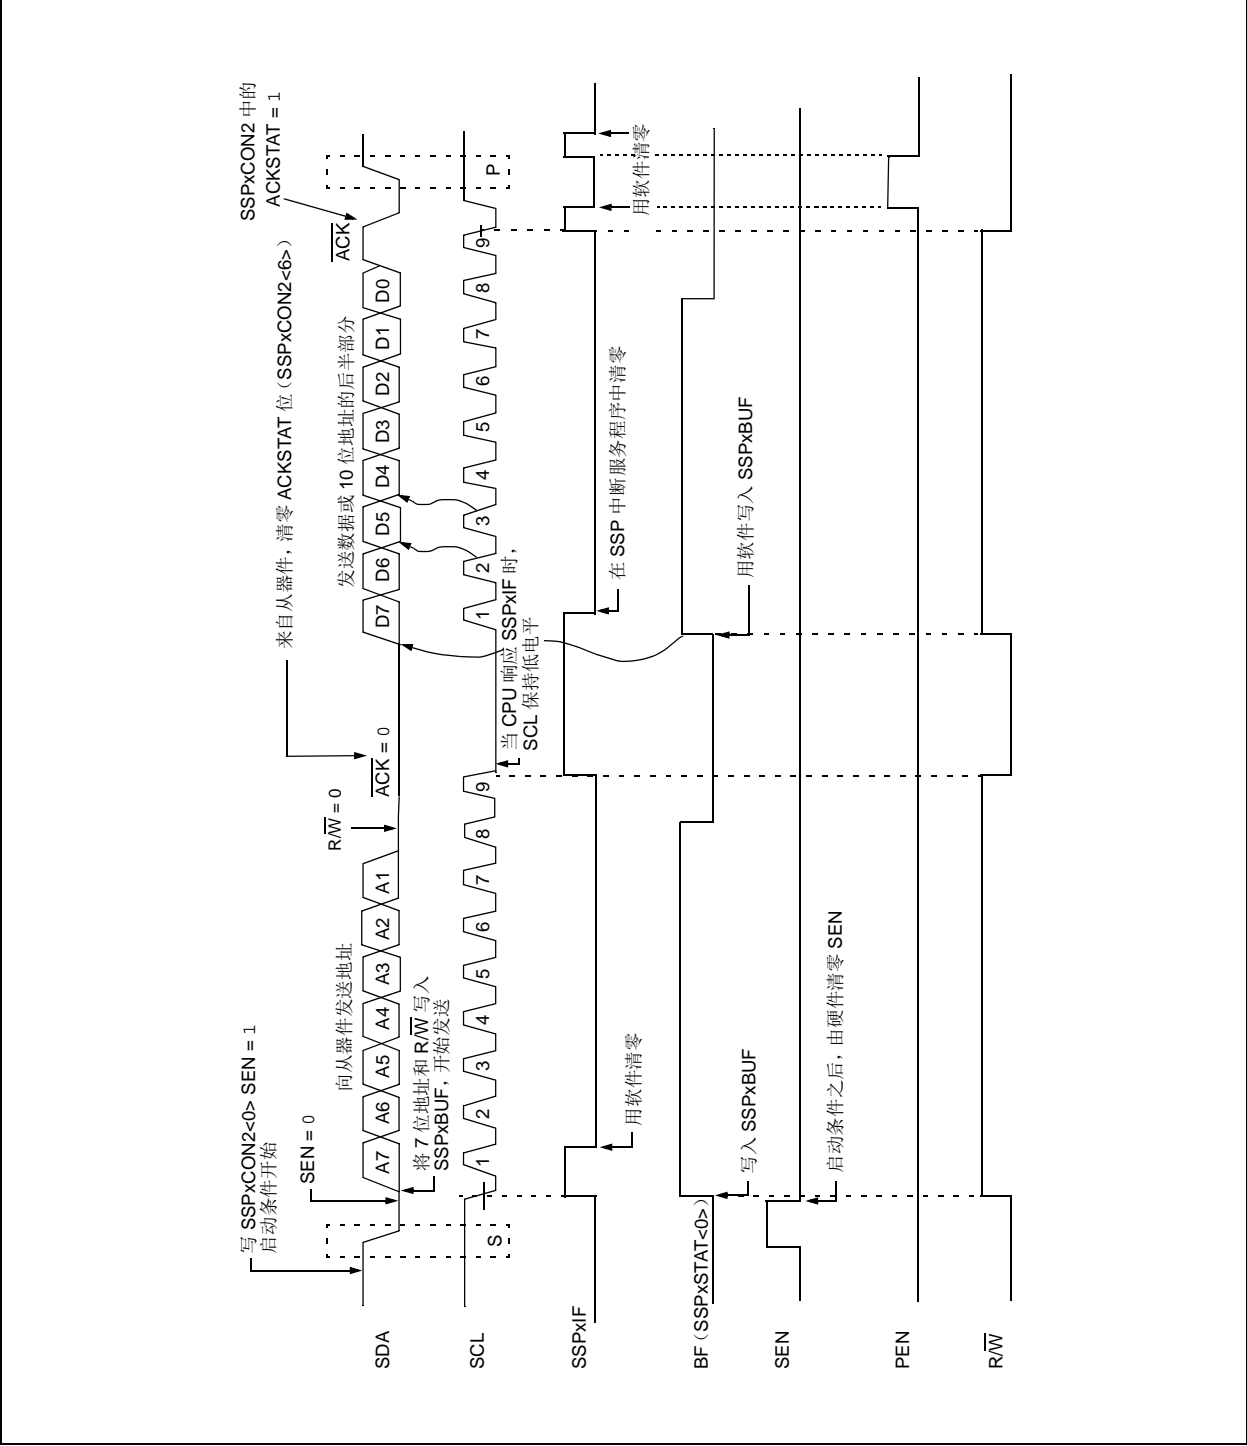 写 SSPxCON2<0> SEN = 1
启动条件开始
SEN = 0
向从器件发送地址
R/W = 0
ACK = 0
来自从器件，清零 ACKSTAT 位（SSPxCON2<6>）
发送数据或 10 位地址的后半部分
SSPxCON2 中的
ACKSTAT = 1
ACK
SDA
A7 A6 A5 A4 A3 A2 A1
D7 D6 D5 D4 D3 D2 D1 D0
将 7 位地址和 R/W 写入
SSPxBUF，开始发送
SCL
S
1 2 3 4 5 6 7 8 9
1 2 3 4 5 6 7 8 9
P
当 CPU 响应 SSPxIF 时，
SCL 保持低电平
SSPxIF
用软件清零
在 SSP 中断服务程序中清零
用软件清零
BF（SSPxSTAT<0>）
写入 SSPxBUF
用软件写入 SSPxBUF
SEN
启动条件之后，由硬件清零 SEN
PEN
R/W